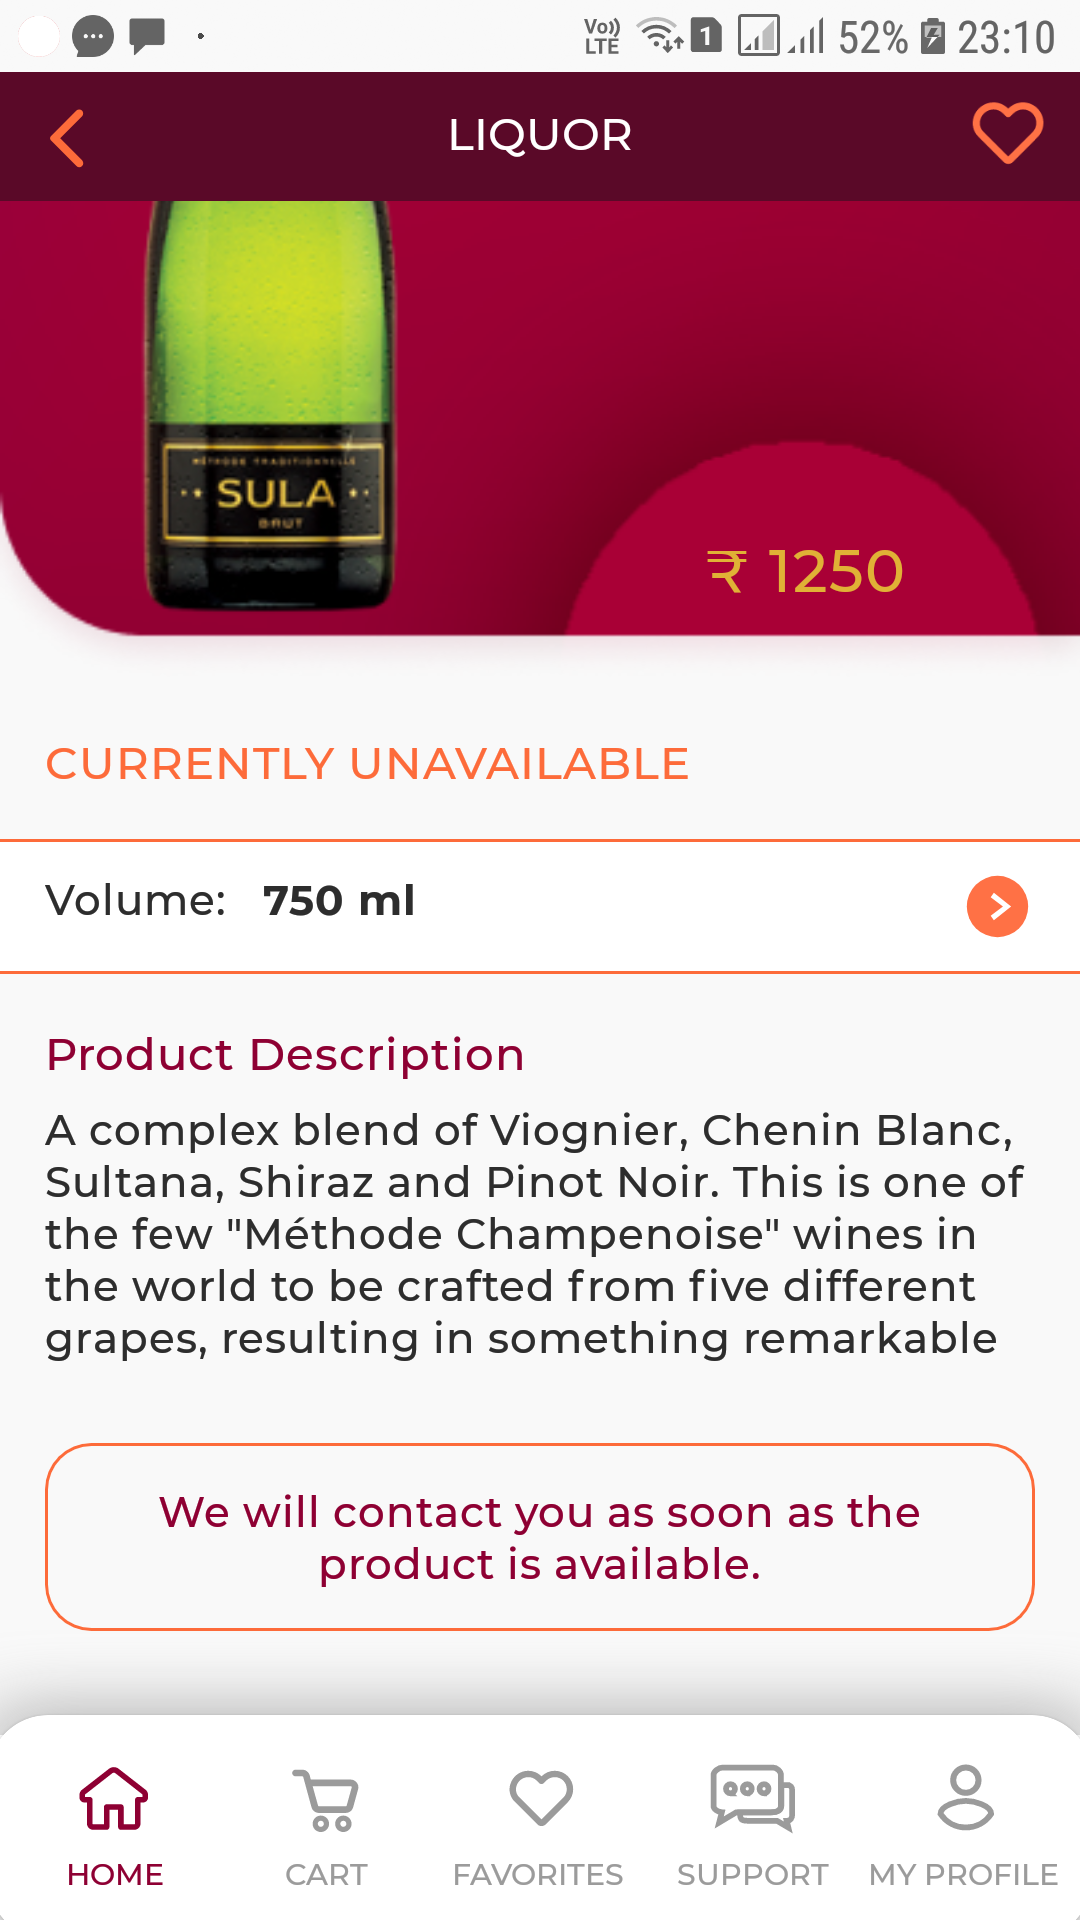 Vo)) LTE 1 52% 23:10
LIQUOR
MÉTHODE TRADITIONNELLE
SULA
BRUT
₹ 1250
CURRENTLY UNAVAILABLE
Volume: 750 ml
Product Description
A complex blend of Viognier, Chenin Blanc,
Sultana, Shiraz and Pinot Noir. This is one of
the few "Méthode Champenoise" wines in
the world to be crafted from five different
grapes, resulting in something remarkable
We will contact you as soon as the
product is available.
HOME CART FAVORITES SUPPORT MY PROFILE